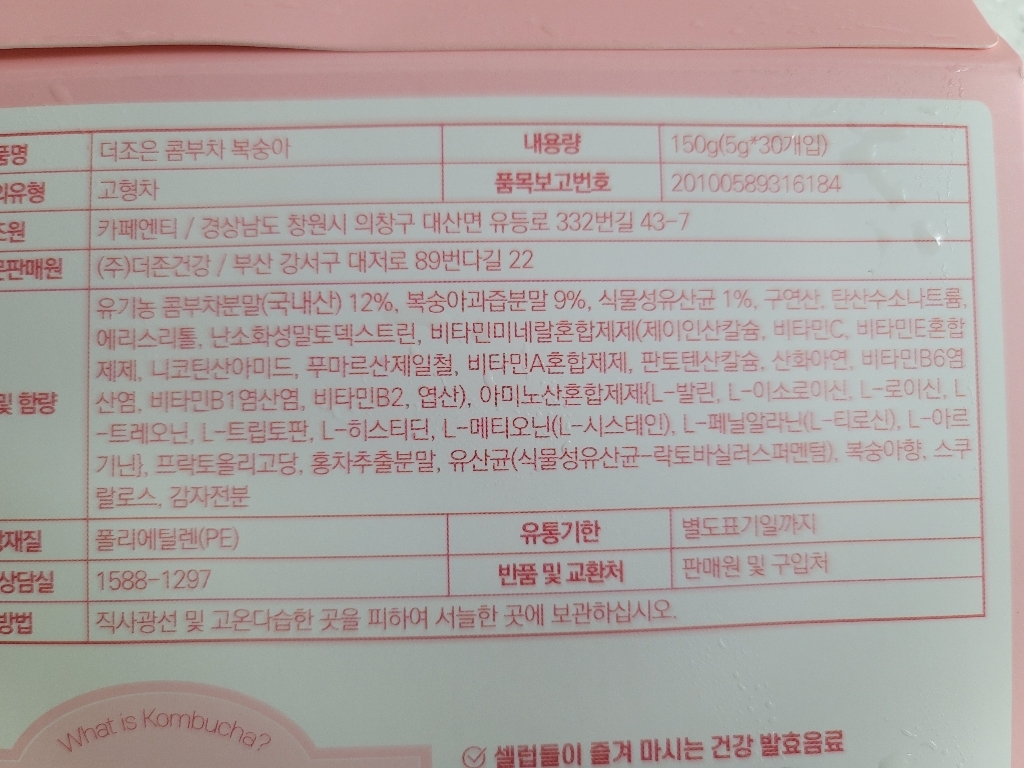 품명 더조은 콤부차 복숭아 내용량 150g(5g*30개입)
유형 고형차 품목보고번호 20100589316184
조원 카페엔티 / 경상남도 창원시 의창구 대산면 유등로 332번길 43-7
판매원 (주)더존건강 / 부산 강서구 대저로 89번다길 22
유기농 콤부차분말(국내산) 12%, 복숭아과즙분말 9%, 식물성유산균 1%, 구연산, 탄산수소나트륨,
에리스리톨, 난소화성말토덱스트린, 비타민미네랄혼합제제(제이인산칼슘, 비타민C, 비타민E혼합
제제, 니코틴산아미드, 푸마르산제일철, 비타민A혼합제제, 판토텐산칼슘, 산화아연, 비타민B6염
및 함량 산염, 비타민B1염산염, 비타민B2, 엽산), 아미노산혼합제제{L-발린, L-이소로이신, L-로이신, L
-트레오닌, L-트립토판, L-히스티딘, L-메티오닌(L-시스테인), L-페닐알라닌(L-티로신), L-아르
기닌}, 프락토올리고당, 홍차추출분말, 유산균(식물성유산균-락토바실러스퍼멘텀), 복숭아향, 스쿠
랄로스, 감자전분
재질 폴리에틸렌(PE) 유통기한 별도표기일까지
상담실 1588-1297 반품 및 교환처 판매원 및 구입처
방법 직사광선 및 고온다습한 곳을 피하여 서늘한 곳에 보관하십시오.
What is Kombucha?
셀럽들이 즐겨 마시는 건강 발효음료